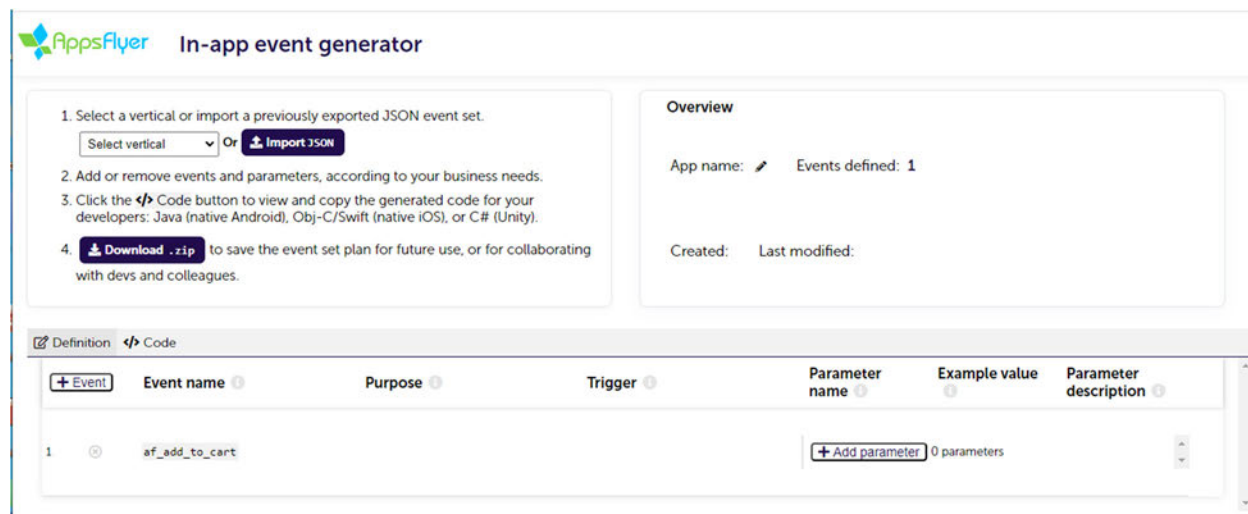 AppsFlyer In-app event generator
1. Select a vertical or import a previously exported JSON event set.
Select vertical Or Import JSON
2. Add or remove events and parameters, according to your business needs.
3. Click the </> Code button to view and copy the generated code for your
developers: Java (native Android), Obj-C/Swift (native iOS), or C# (Unity).
4. Download .zip to save the event set plan for future use, or for collaborating
with devs and colleagues.
Overview
App name: Events defined: 1
Created: Last modified:
Definition </> Code
+ Event Event name Purpose Trigger Parameter name Example value Parameter description
1 af_add_to_cart + Add parameter 0 parameters